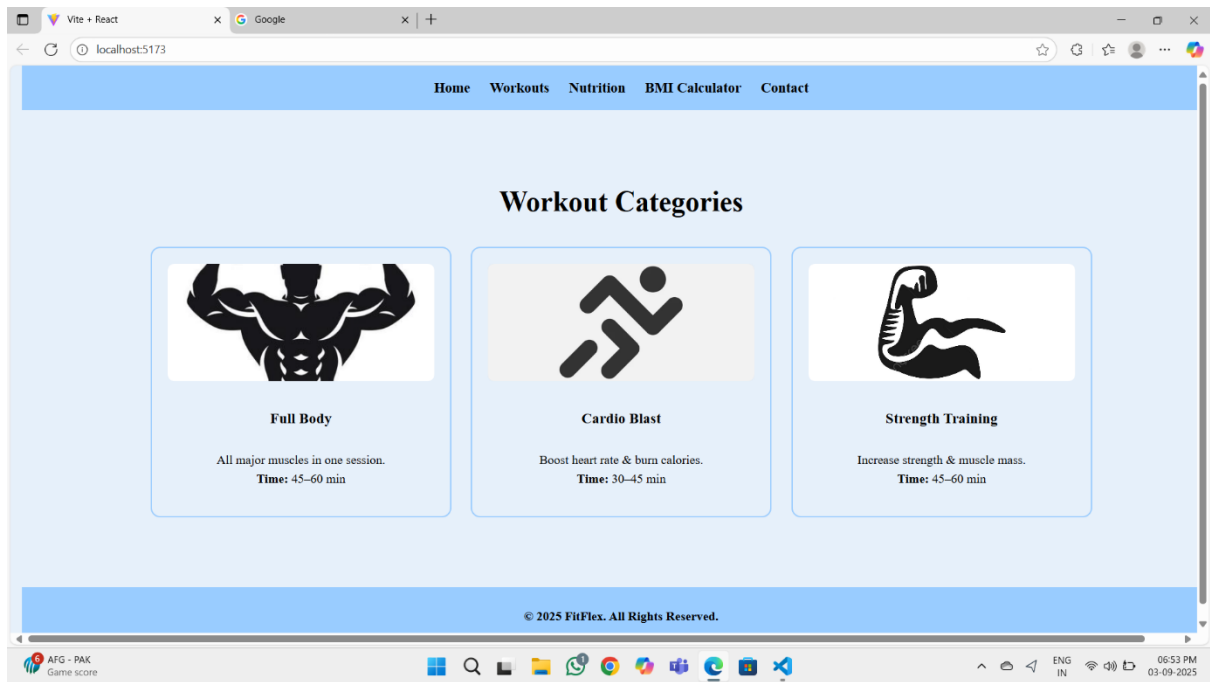 Vite + React
Google
localhost:5173
Home Workouts Nutrition BMI Calculator Contact
Workout Categories
Full Body
All major muscles in one session.
Time: 45–60 min
Cardio Blast
Boost heart rate & burn calories.
Time: 30–45 min
Strength Training
Increase strength & muscle mass.
Time: 45–60 min
© 2025 FitFlex. All Rights Reserved.
6
AFG - PAK
Game score
1
ENG
IN
06:53 PM
03-09-2025